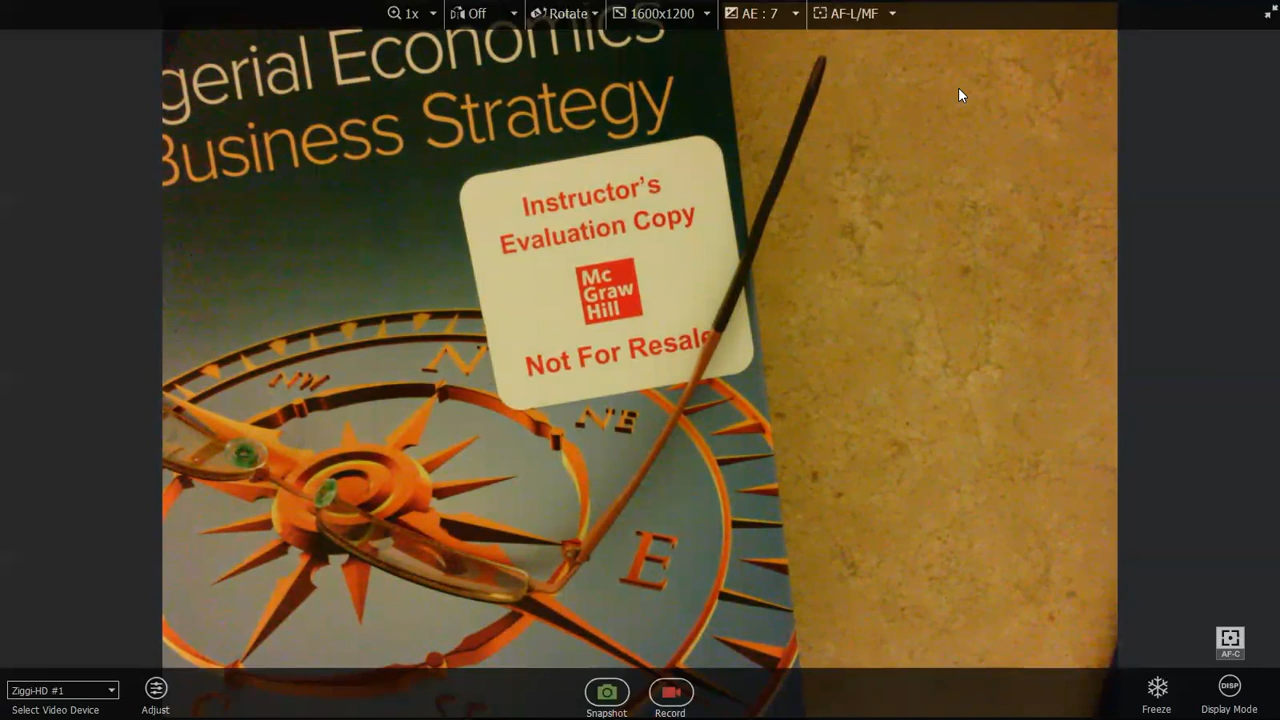 1x Off Rotate 1600x1200 AE : 7 AF-L/MF
gerial Economics
Business Strategy
Instructor's
Evaluation Copy
Mc
Graw
Hill
Not For Resale
N
NW
NE
E
AF-C
Ziggi-HD #1
Select Video Device
Adjust
Snapshot
Record
Freeze
DISP
Display Mode